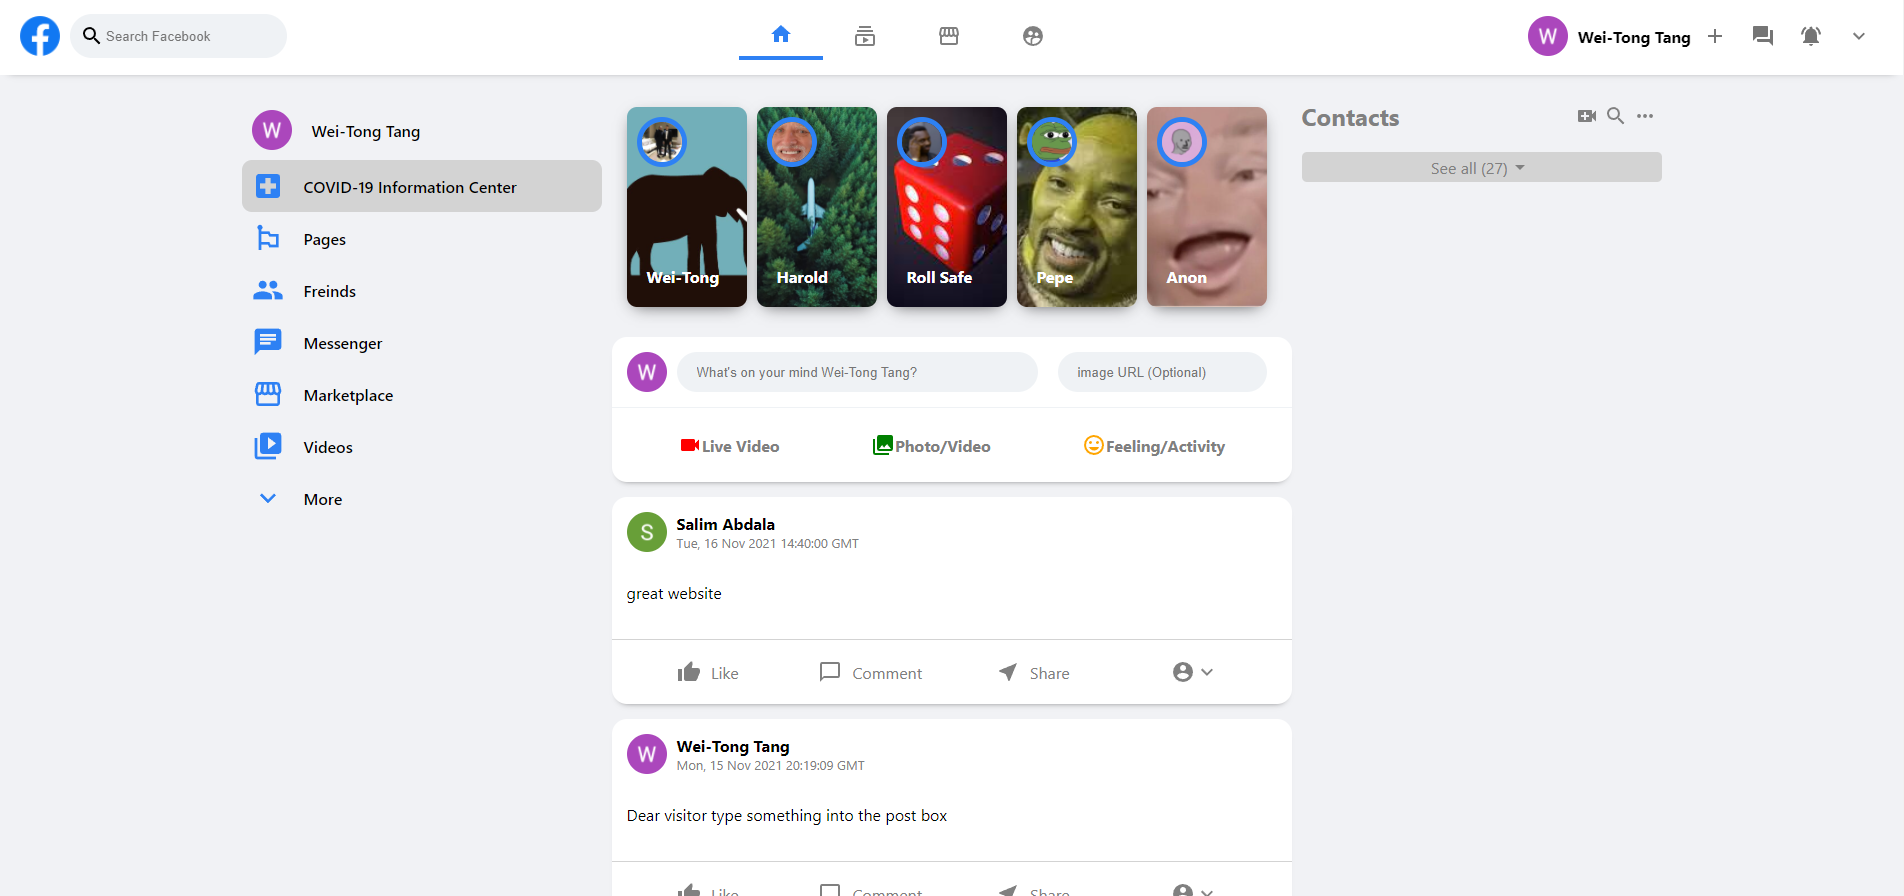 Search Facebook
W Wei-Tong Tang
W Wei-Tong Tang
COVID-19 Information Center
Pages
Freinds
Messenger
Marketplace
Videos
More
Wei-Tong
Harold
Roll Safe
Pepe
Anon
W What's on your mind Wei-Tong Tang?
image URL (Optional)
Live Video
Photo/Video
Feeling/Activity
S Salim Abdala
Tue, 16 Nov 2021 14:40:00 GMT
great website
Like
Comment
Share
W Wei-Tong Tang
Mon, 15 Nov 2021 20:19:09 GMT
Dear visitor type something into the post box
Like
Comment
Share
Contacts
See all (27)